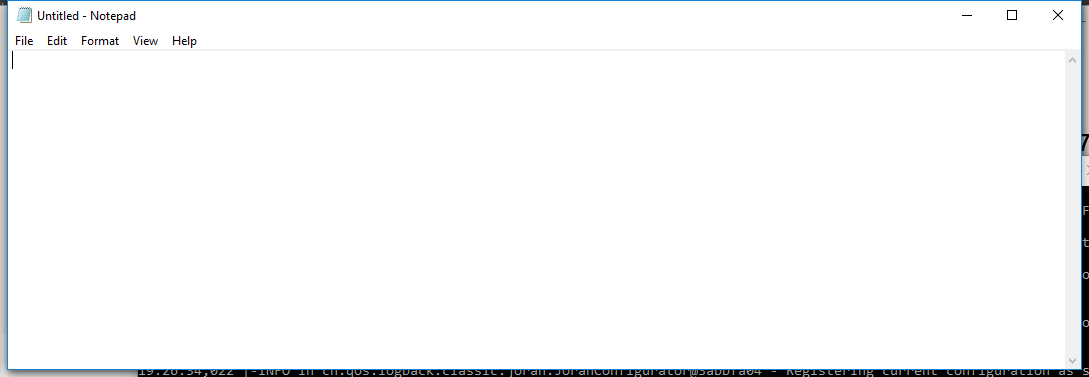 Untitled - Notepad
File Edit Format View Help
7
F
t
o
o
19:26:34,022 |-INFO in ch.qos.logback.classic.joran.JoranConfigurator@3abbfa04 - Registering current configuration as s